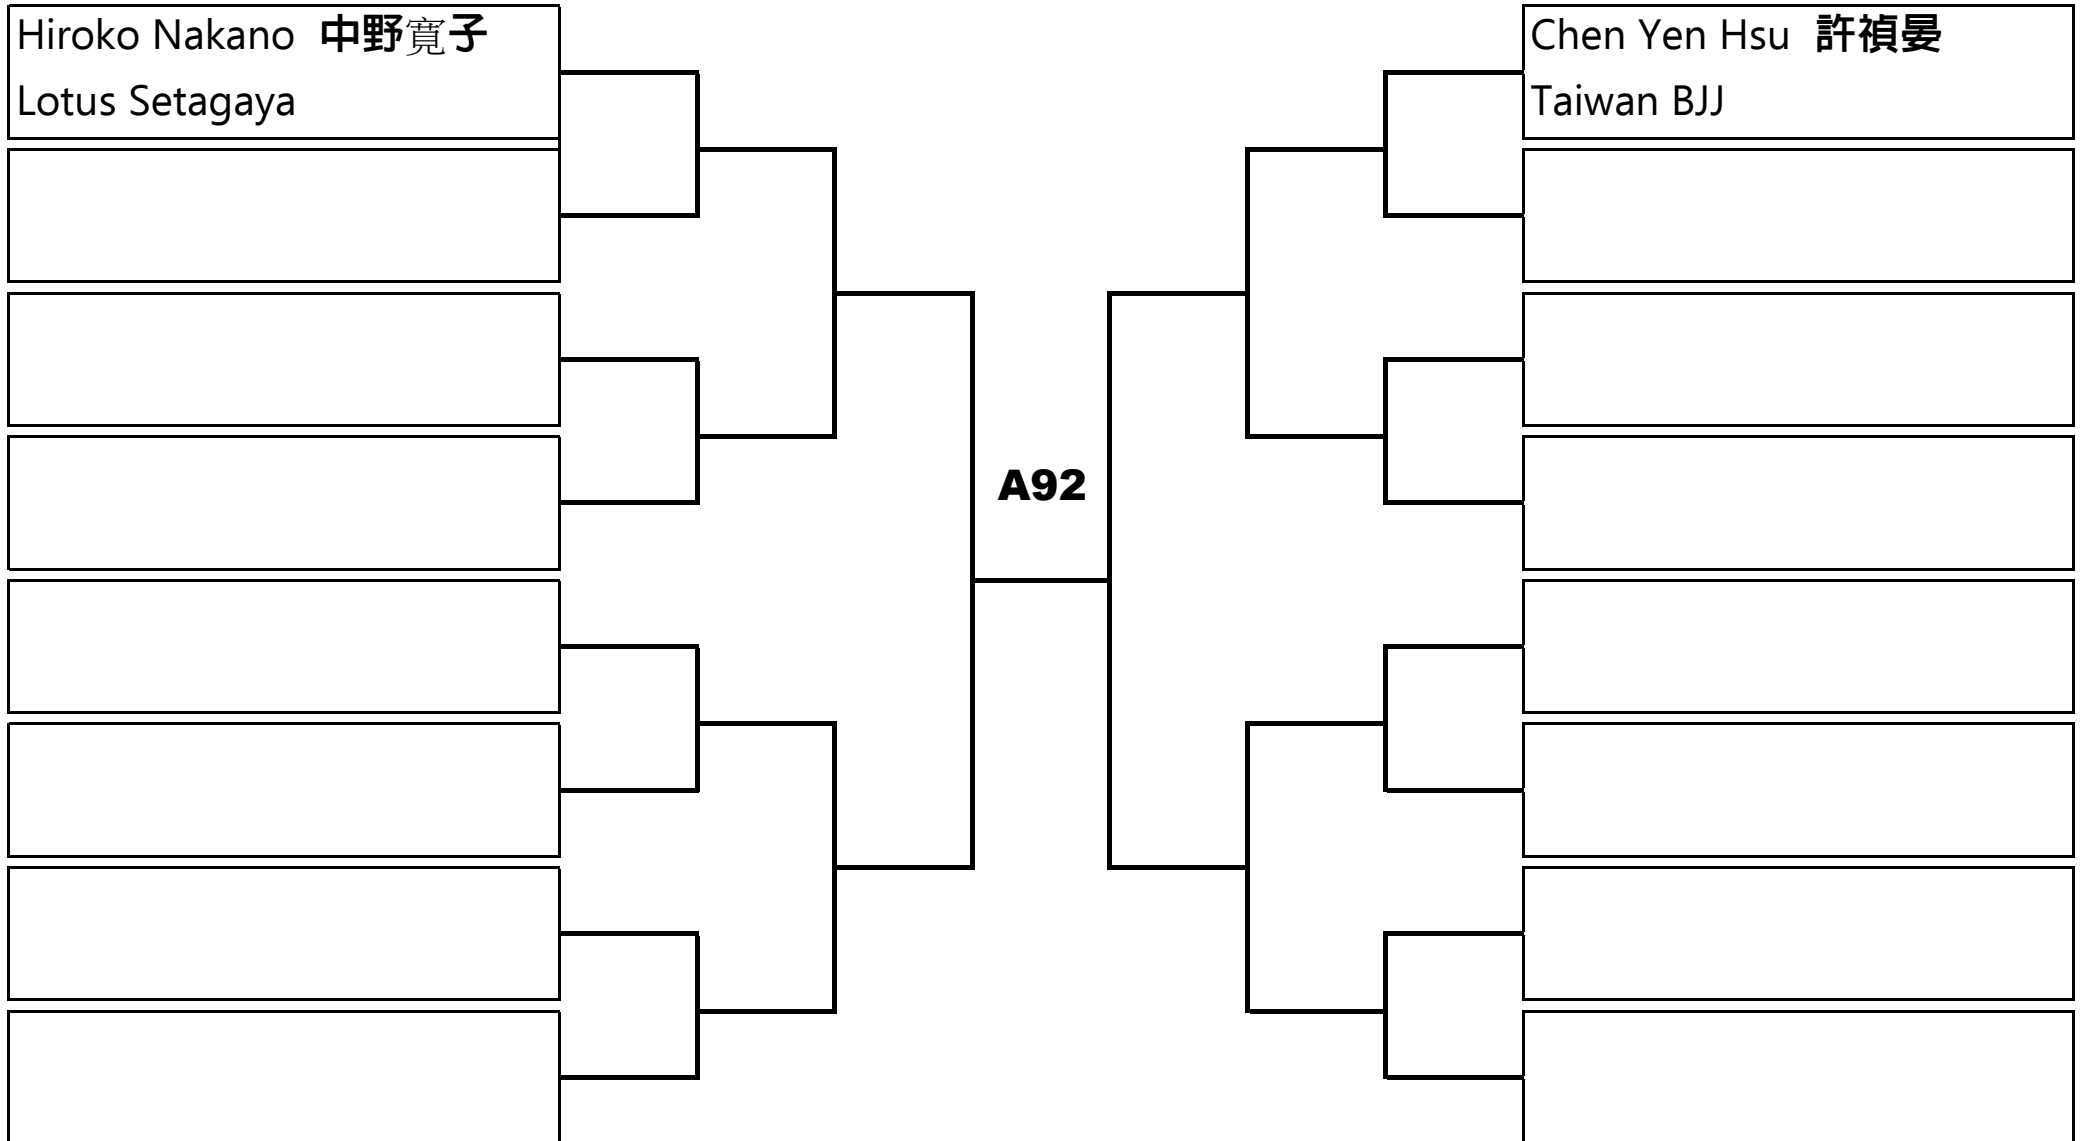 Hiroko Nakano 中野寛子
Lotus Setagaya
Chen Yen Hsu 許禎晏
Taiwan BJJ
A92